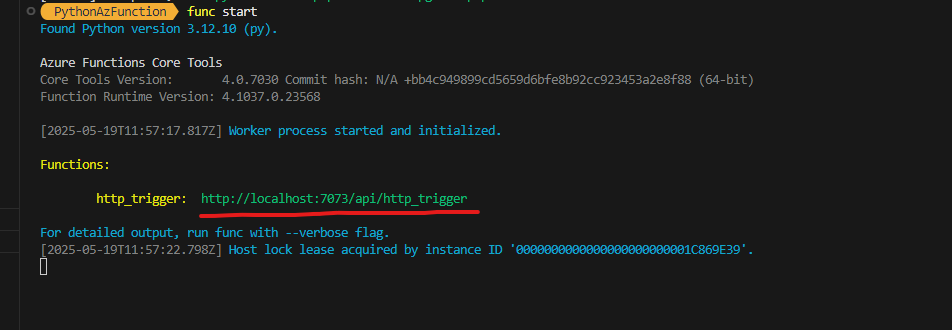 PythonAzFunction func start
Found Python version 3.12.10 (py).
Azure Functions Core Tools
Core Tools Version: 4.0.7030 Commit hash: N/A +bb4c949899cd5659d6bfe8b92cc923453a2e8f88 (64-bit)
Function Runtime Version: 4.1037.0.23568
[2025-05-19T11:57:17.817Z] Worker process started and initialized.
Functions:
http_trigger: http://localhost:7073/api/http_trigger
For detailed output, run func with --verbose flag.
[2025-05-19T11:57:22.798Z] Host lock lease acquired by instance ID '0000000000000000000000001C869E39'.